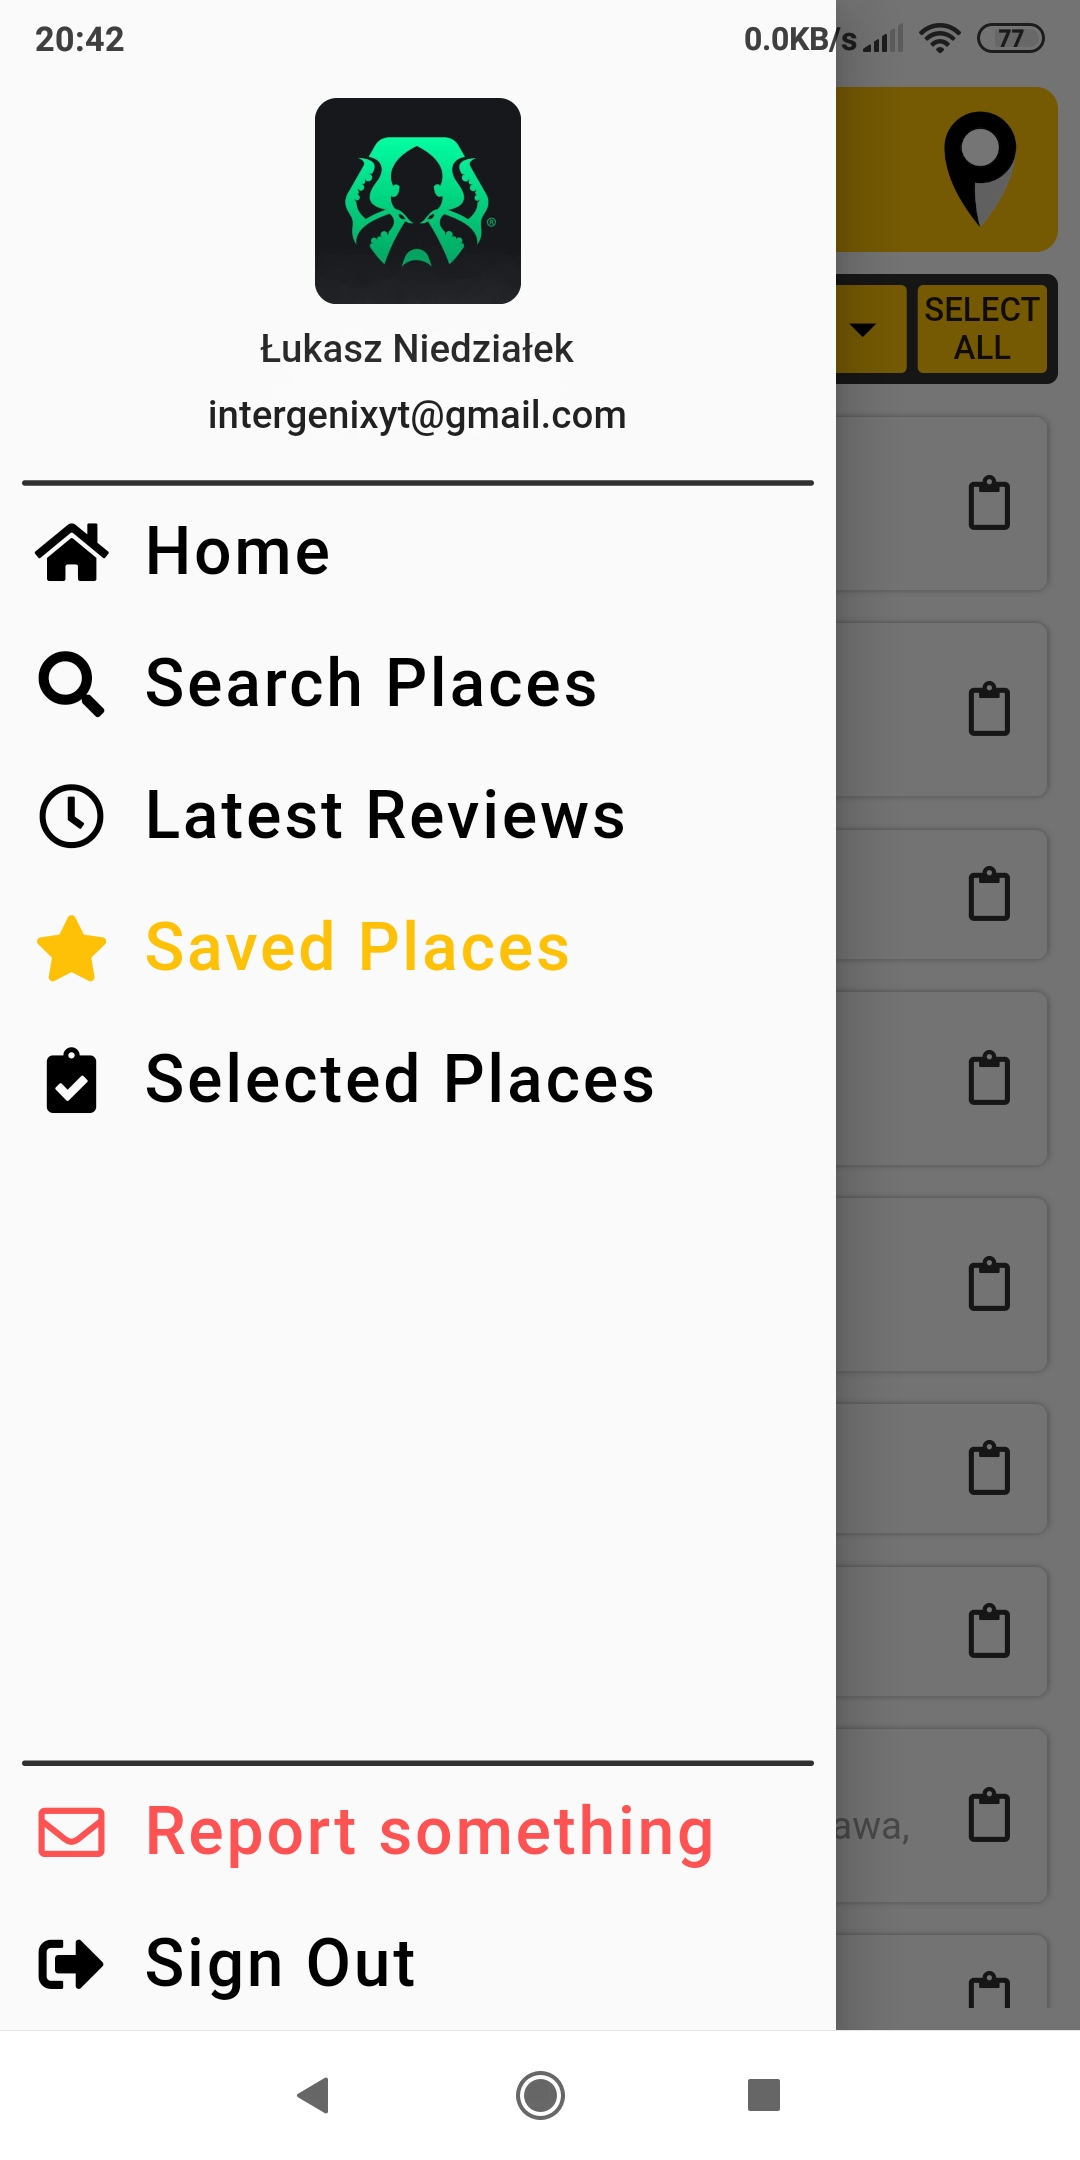 20:42
0.0KB/s
77
SELECT
ALL
®
Łukasz Niedziałek
intergenixyt@gmail.com
Home
Search Places
Latest Reviews
Saved Places
Selected Places
awa,
Report something
Sign Out